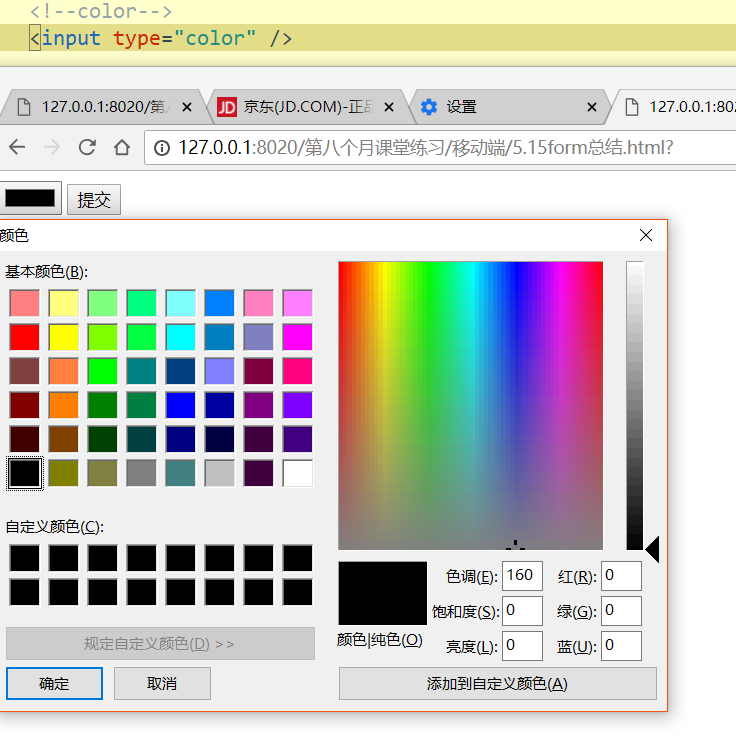 <!--color-->
<input type="color" />
127.0.0.1:8020/第
京东(JD.COM)-正品
设置
127.0.0.1:80
127.0.0.1:8020/第八个月课堂练习/移动端/5.15form总结.html?
提交
颜色
基本颜色(B):
自定义颜色(C):
规定自定义颜色(D) >>
确定 取消
颜色|纯色(O)
色调(E): 160 红(R): 0
饱和度(S): 0 绿(G): 0
亮度(L): 0 蓝(U): 0
添加到自定义颜色(A)